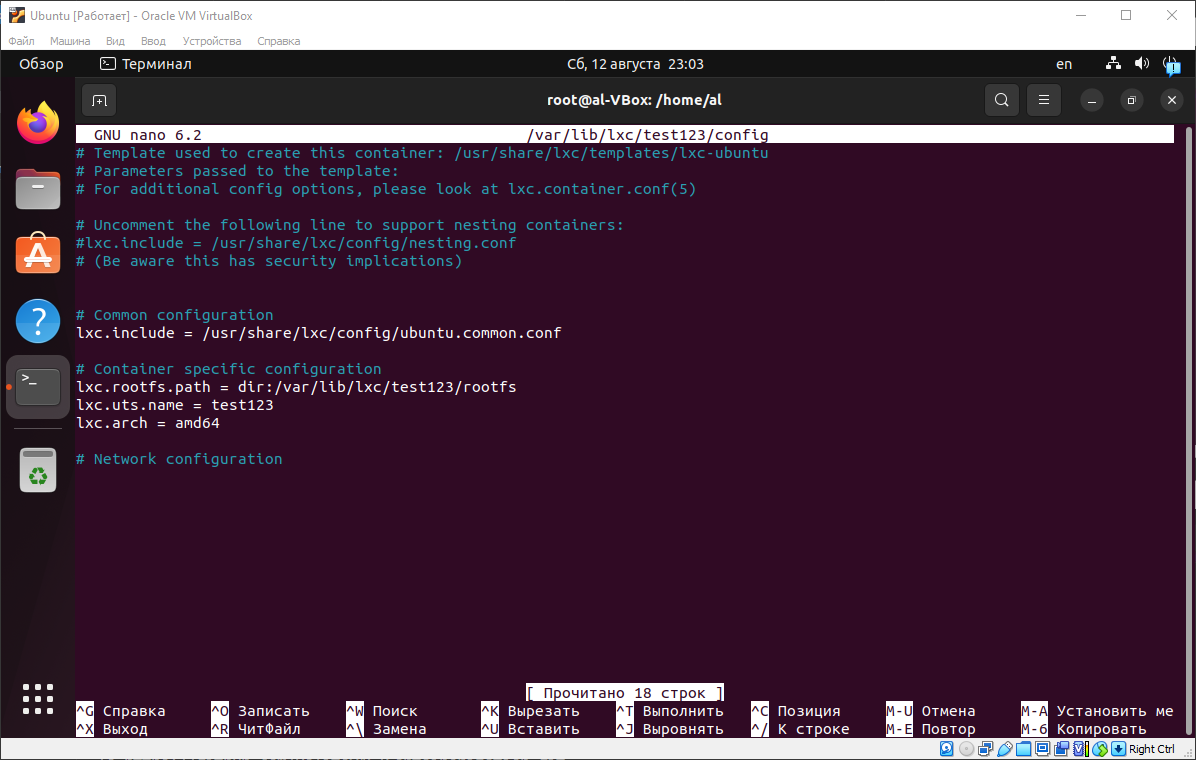 Ubuntu [Работает] - Oracle VM VirtualBox
Файл Машина Вид Ввод Устройства Справка
Обзор Терминал Сб, 12 августа 23:03 en
root@al-VBox: /home/al
GNU nano 6.2 /var/lib/lxc/test123/config
# Template used to create this container: /usr/share/lxc/templates/lxc-ubuntu
# Parameters passed to the template:
# For additional config options, please look at lxc.container.conf(5)
# Uncomment the following line to support nesting containers:
#lxc.include = /usr/share/lxc/config/nesting.conf
# (Be aware this has security implications)
# Common configuration
lxc.include = /usr/share/lxc/config/ubuntu.common.conf
# Container specific configuration
lxc.rootfs.path = dir:/var/lib/lxc/test123/rootfs
lxc.uts.name = test123
lxc.arch = amd64
# Network configuration
[ Прочитано 18 строк ]
^G Справка ^O Записать ^W Поиск ^K Вырезать ^T Выполнить ^C Позиция M-U Отмена M-A Установить ме
^X Выход ^R ЧитФайл ^\ Замена ^U Вставить ^J Выровнять ^/ К строке M-E Повтор M-6 Копировать
Right Ctrl